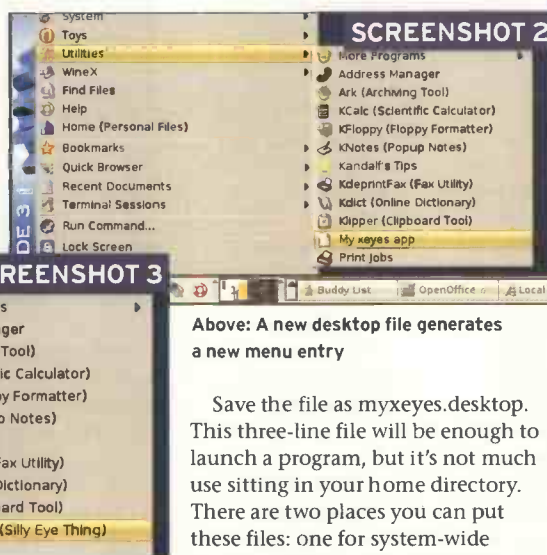 SCREENSHOT 2
System
Toys
Utilities
WineX
Find Files
Help
Home (Personal Files)
Bookmarks
Quick Browser
Recent Documents
Terminal Sessions
Run Command...
Lock Screen
DE 3
More Programs
Address Manager
Ark (Archiving Tool)
KCalc (Scientific Calculator)
KFloppy (Floppy Formatter)
KNotes (Popup Notes)
Kandalf's Tips
KdeprintFax (Fax Utility)
Kdict (Online Dictionary)
Klipper (Clipboard Tool)
My xeyes app
Print Jobs
Buddy List
OpenOffice
Local
REENSHOT 3
s
ger
Tool)
ic Calculator)
y Formatter)
o Notes)
ax Utility)
Dictionary)
ard Tool)
(Silly Eye Thing)
Above: A new desktop file generates
a new menu entry
Save the file as myxeyes.desktop.
This three-line file will be enough to
launch a program, but it's not much
use sitting in your home directory.
There are two places you can put
these files: one for system-wide